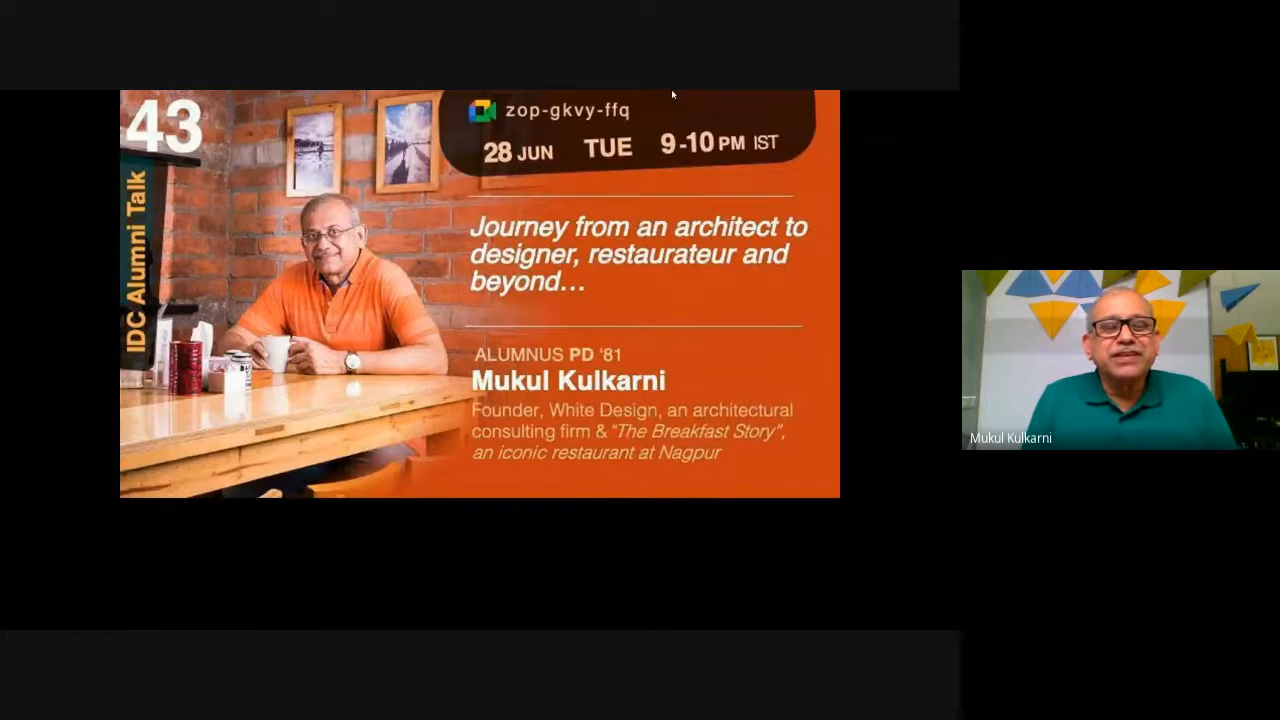 43
IDC Alumni Talk
zop-gkvy-ffq
28 JUN TUE 9-10 PM IST
Journey from an architect to
designer, restaurateur and
beyond...
ALUMNUS PD '81
Mukul Kulkarni
Founder, White Design, an architectural
consulting firm & "The Breakfast Story",
an iconic restaurant at Nagpur
Mukul Kulkarni